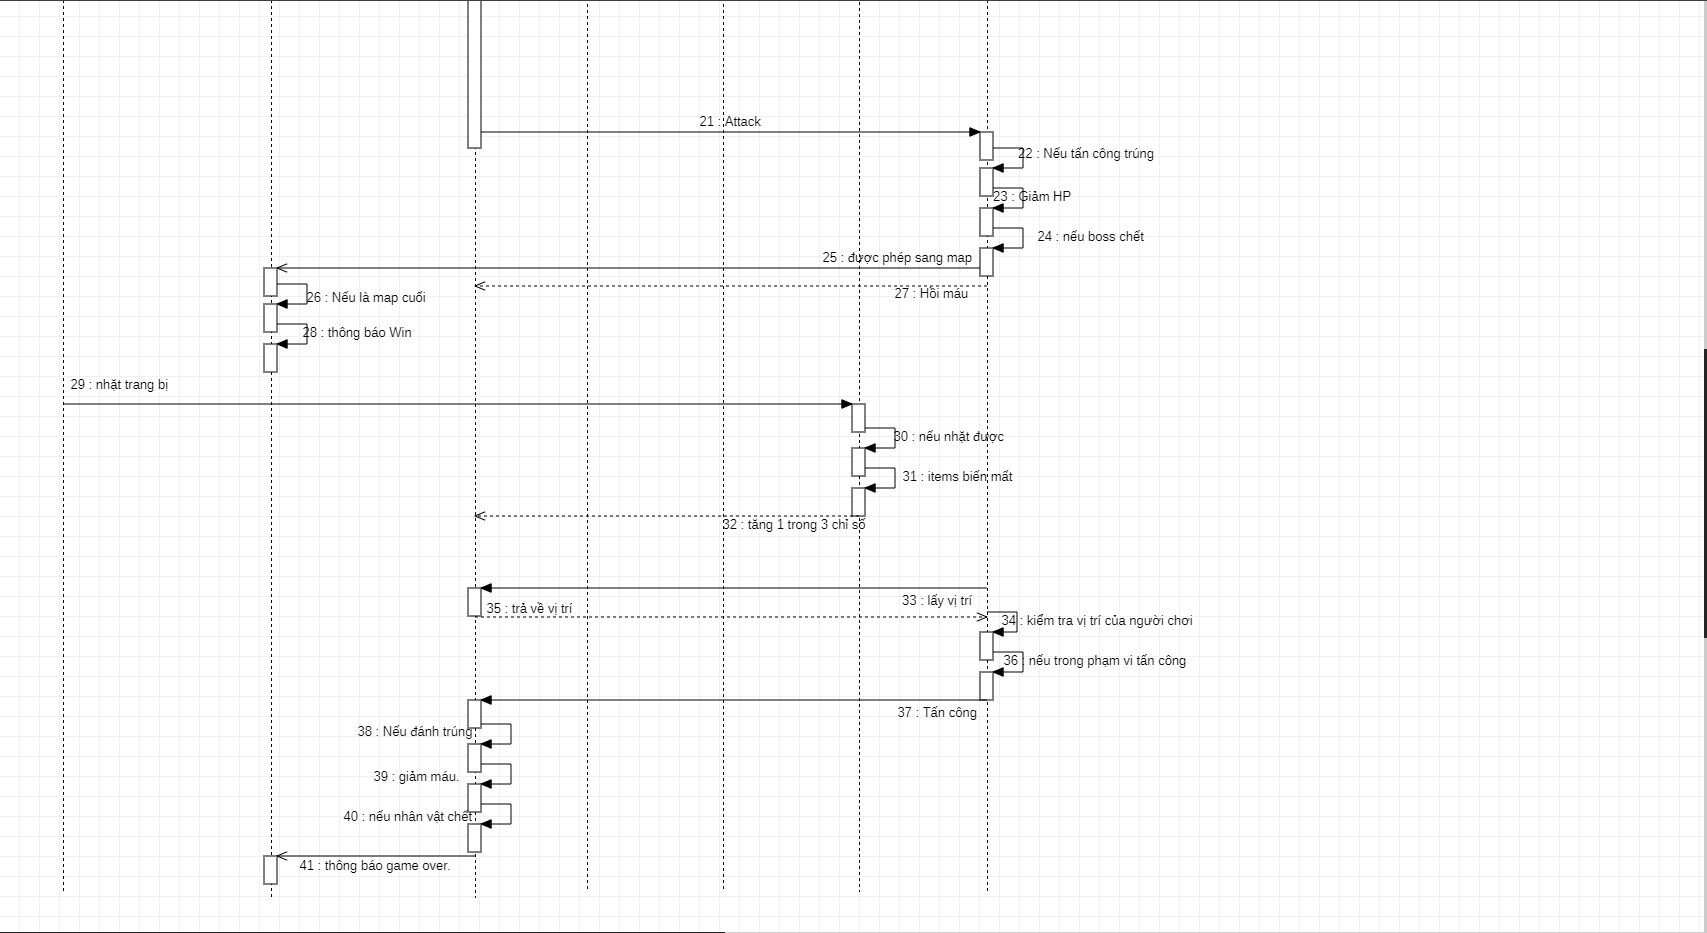 21 : Attack
22 : Nếu tấn công trúng
23 : Giảm HP
24 : nếu boss chết
25 : được phép sang map
27 : Hồi máu
26 : Nếu là map cuối
28 : thông báo Win
29 : nhặt trang bị
30 : nếu nhặt được
31 : items biến mất
32 : tăng 1 trong 3 chỉ số
33 : lấy vị trí
35 : trả về vị trí
34 : kiểm tra vị trí của người chơi
36 : nếu trong phạm vi tấn công
37 : Tấn công
38 : Nếu đánh trúng
39 : giảm máu.
40 : nếu nhân vật chết
41 : thông báo game over.